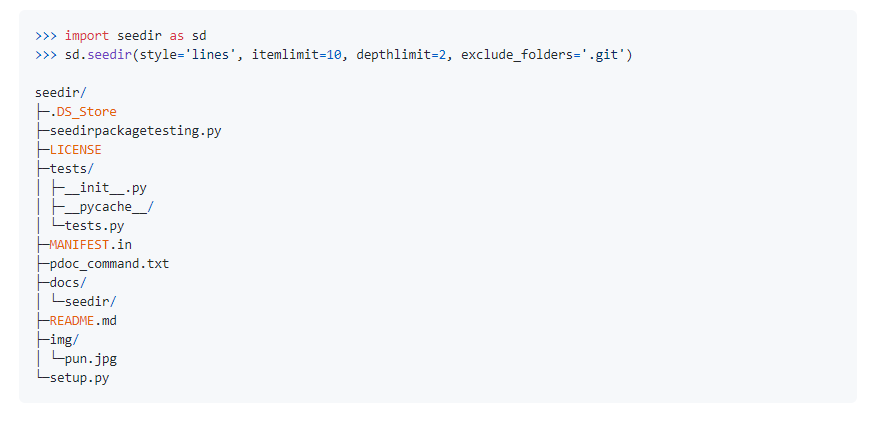 >>> import seedir as sd
>>> sd.seedir(style='lines', itemlimit=10, depthlimit=2, exclude_folders='.git')
seedir/
├─.DS_Store
├─seedirpackagetesting.py
├─LICENSE
├─tests/
│ ├─__init__.py
│ ├─__pycache__/
│ └─tests.py
├─MANIFEST.in
├─pdoc_command.txt
├─docs/
│ └─seedir/
├─README.md
├─img/
│ └─pun.jpg
└─setup.py